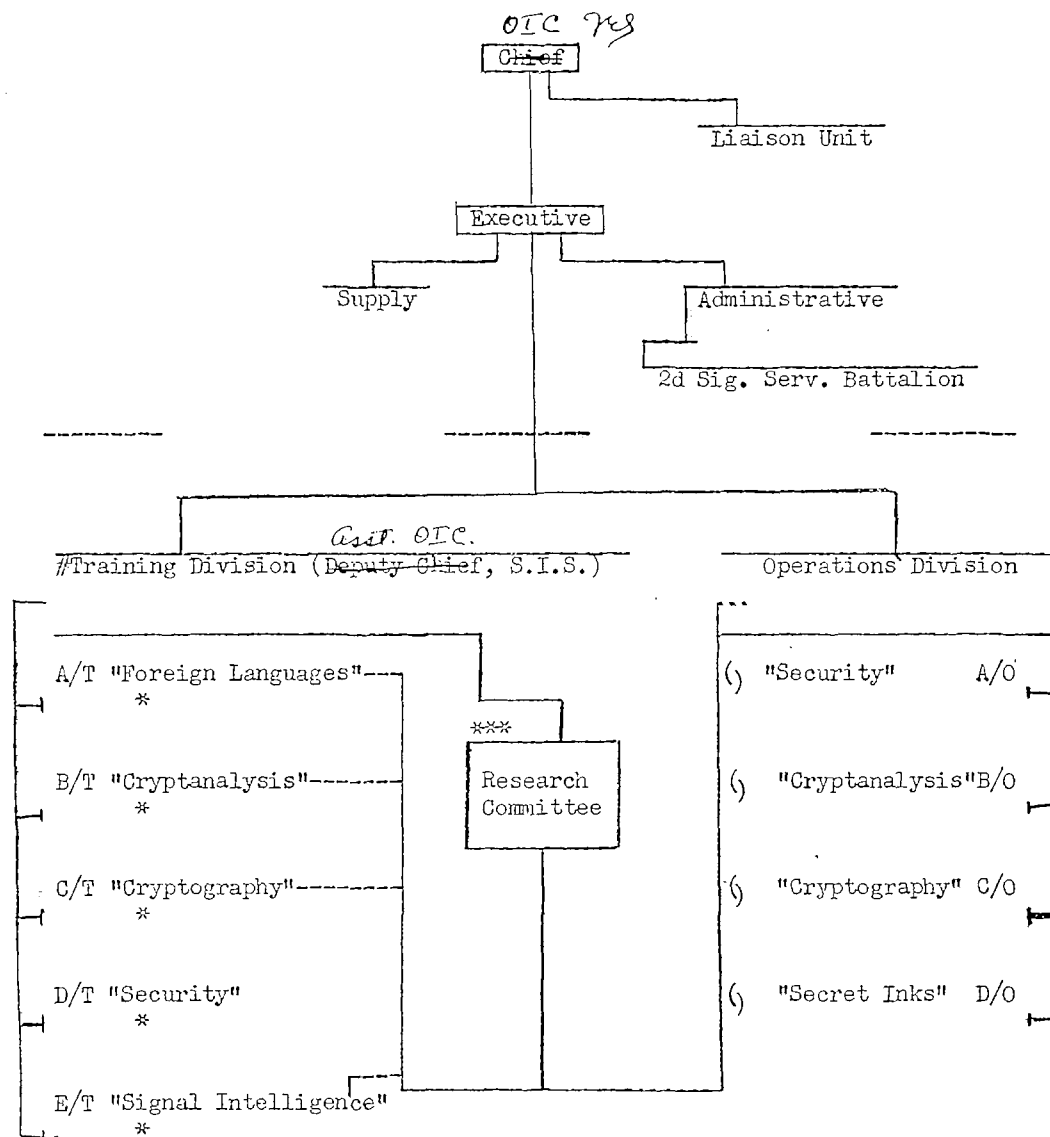 OIC
Chief
Liaison Unit
Executive
Supply
Administrative
2d Sig. Serv. Battalion
Asst. OIC.
#Training Division (Deputy Chief, S.I.S.)
Operations Division
A/T "Foreign Languages"
*
() "Security" A/O
***
Research
Committee
B/T "Cryptanalysis"
*
() "Cryptanalysis"B/O
C/T "Cryptography"
*
() "Cryptography" C/O
D/T "Security"
*
() "Secret Inks" D/O
E/T "Signal Intelligence"
*